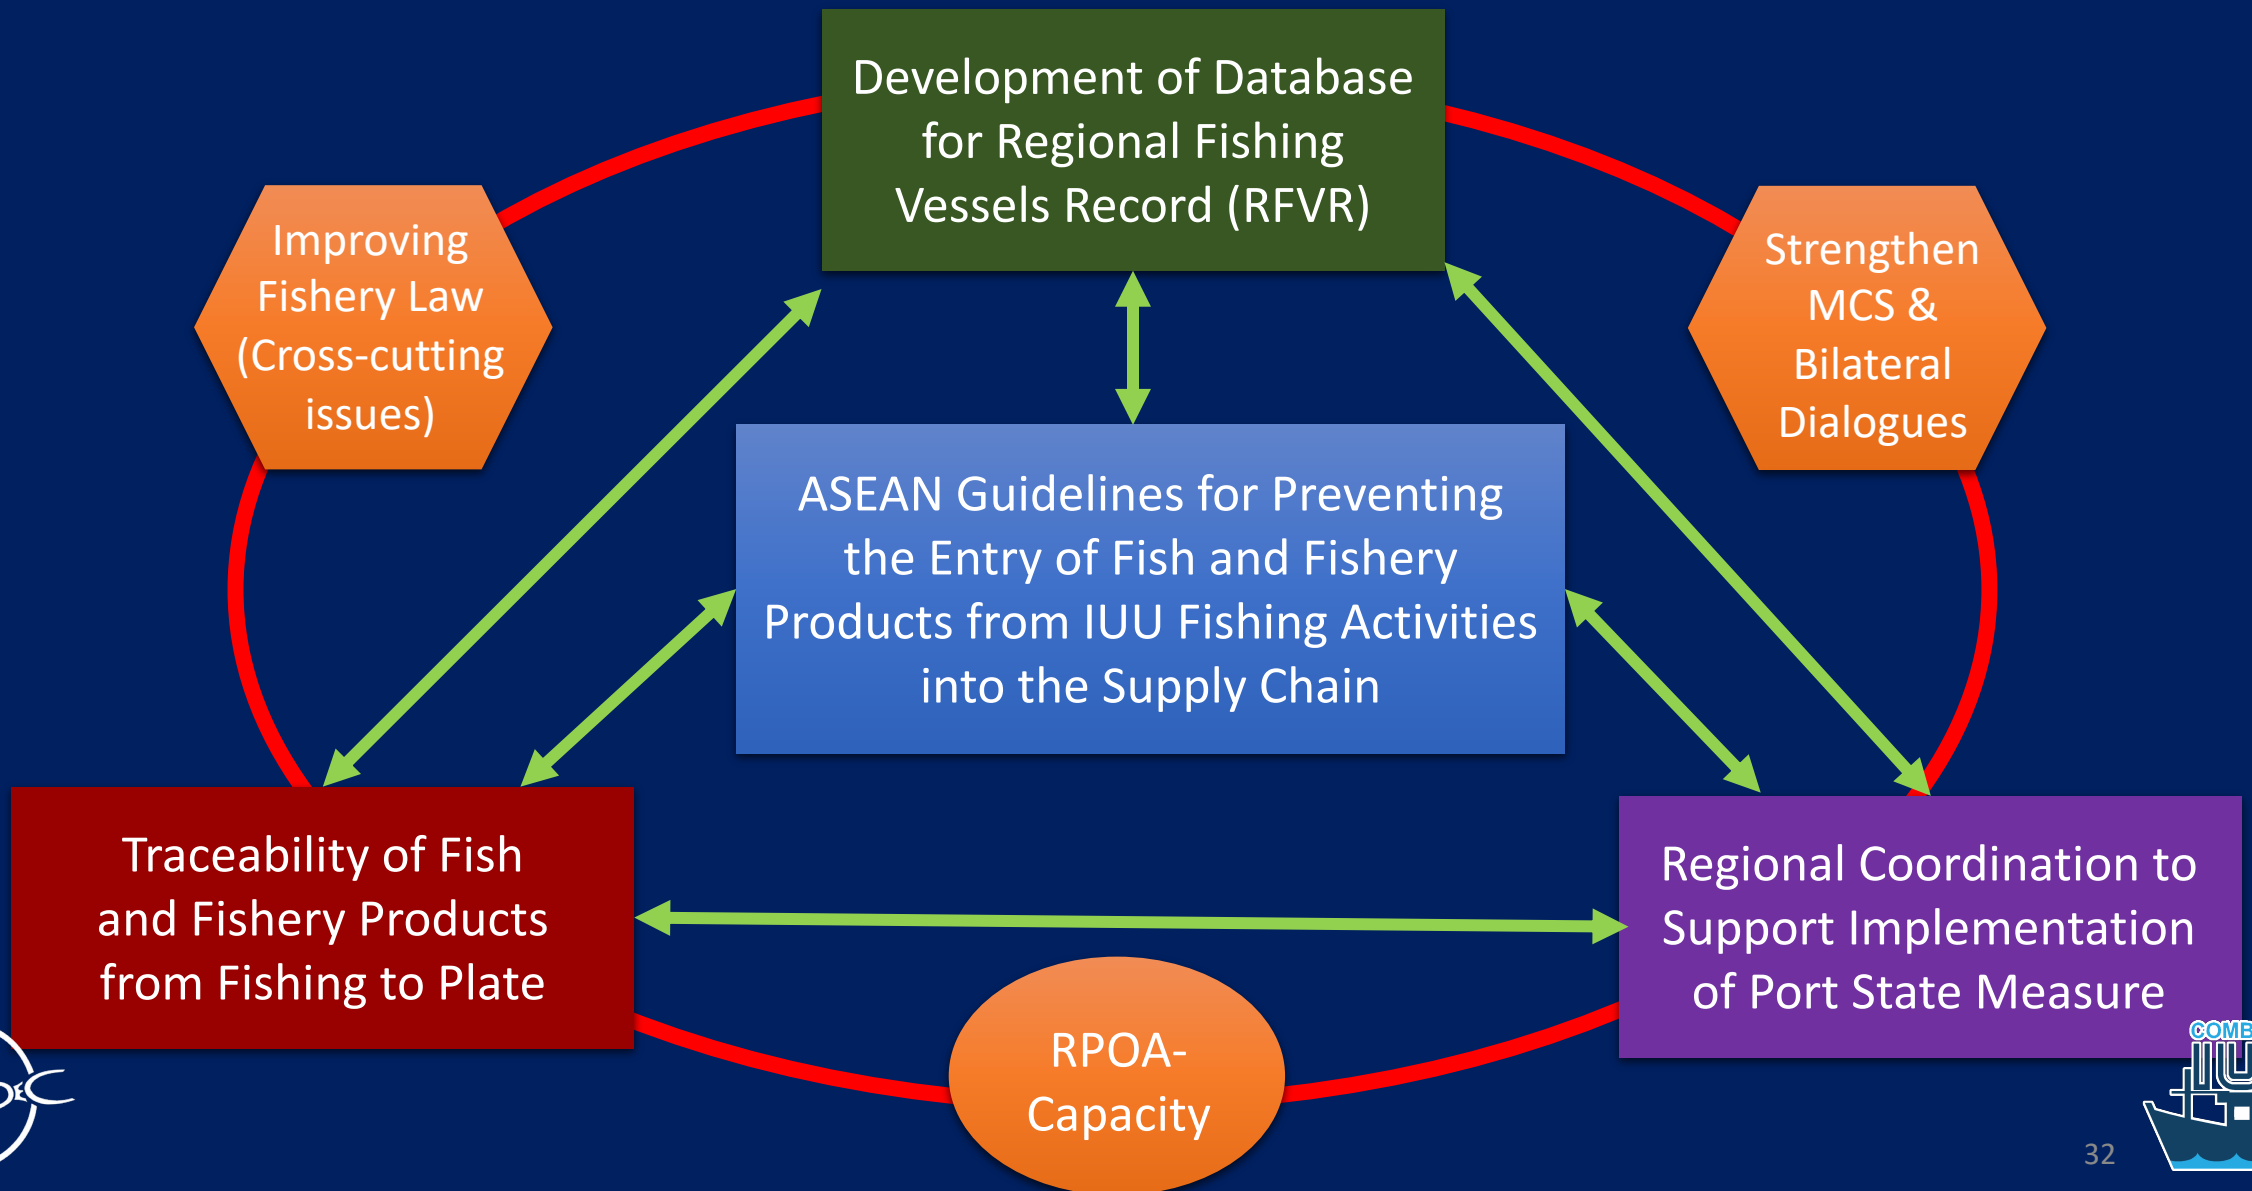 Development of Database
for Regional Fishing
Vessels Record (RFVR)
Improving
Fishery Law
(Cross-cutting
issues)
Strengthen
MCS &
Bilateral
Dialogues
ASEAN Guidelines for Preventing
the Entry of Fish and Fishery
Products from IUU Fishing Activities
into the Supply Chain
Traceability of Fish
and Fishery Products
from Fishing to Plate
Regional Coordination to
Support Implementation
of Port State Measure
RPOA-
Capacity
32